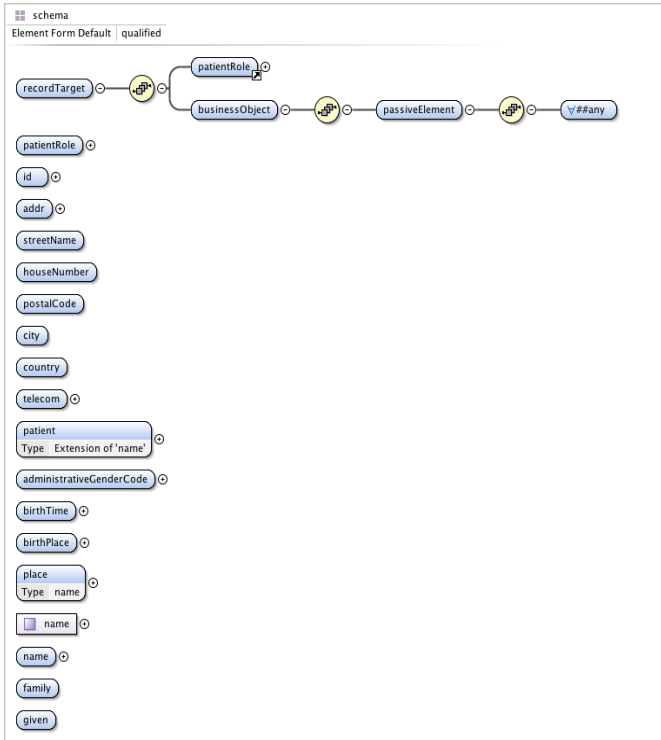 schema
Element Form Default qualified
patientRole
recordTarget
businessObject passiveElement ∀##any
patientRole
id
addr
streetName
houseNumber
postalCode
city
country
telecom
patient
Type Extension of 'name'
administrativeGenderCode
birthTime
birthPlace
place
Type name
name
name
family
given